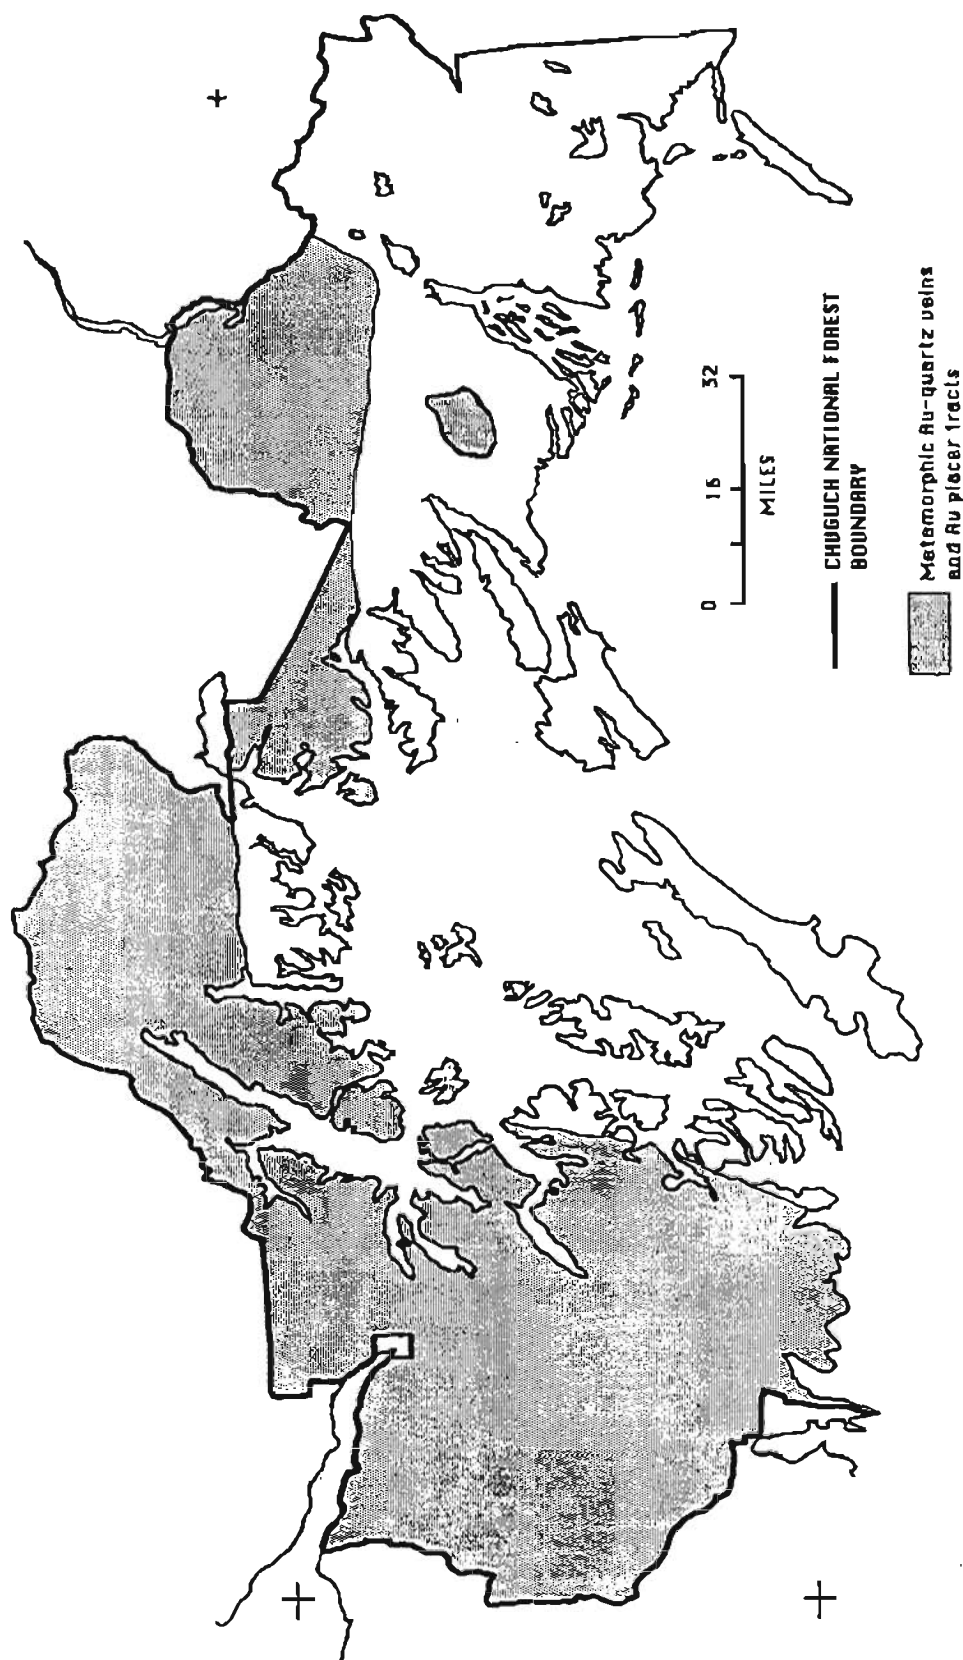 0 16 32
MILES
CHUGUCH NATIONAL FOREST
BOUNDARY
Metamorphic Au-quartz veins
and Au placer tracts